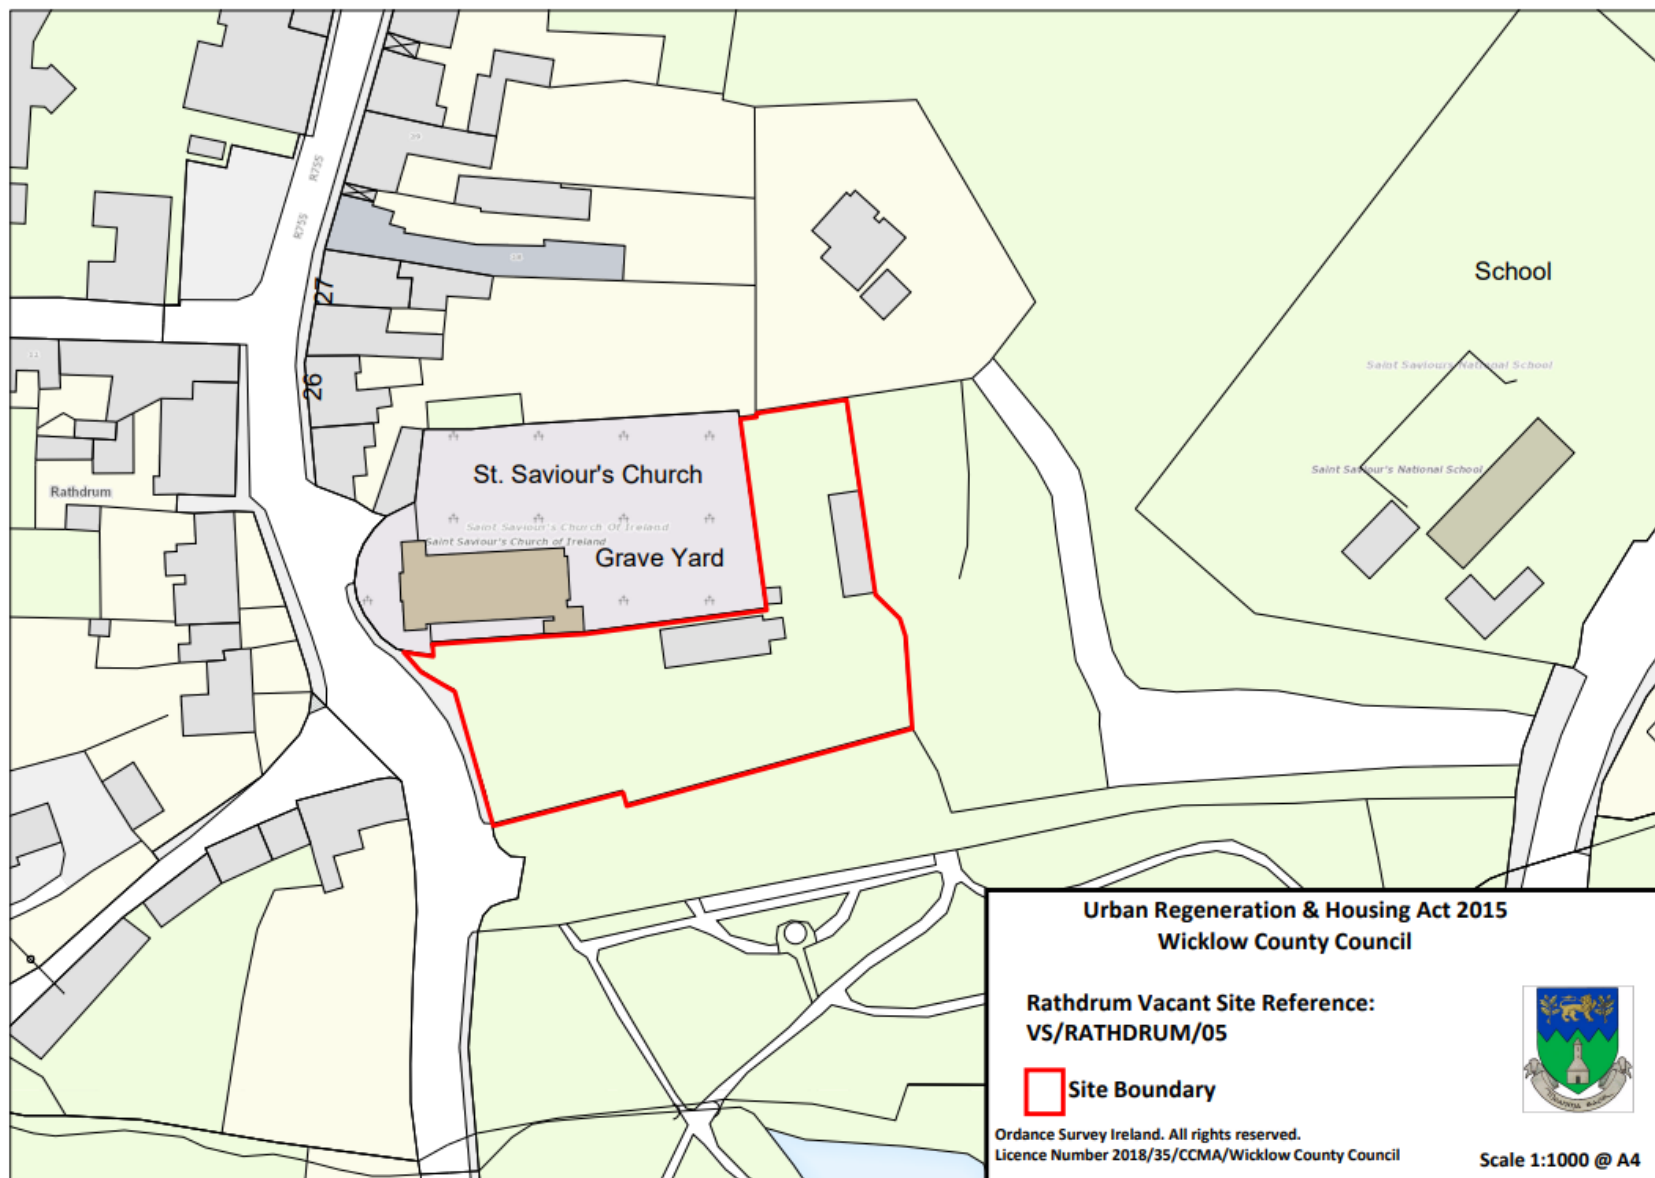 R755
R755
29
28
27
26
11
School
Saint Saviours National School
Saint Saviour's National School
St. Saviour's Church
Saint Saviour's Church Of Ireland
Saint Saviour's Church of Ireland
Grave Yard
Rathdrum
Urban Regeneration & Housing Act 2015
Wicklow County Council
Rathdrum Vacant Site Reference:
VS/RATHDRUM/05
Site Boundary
Ordance Survey Ireland. All rights reserved.
Licence Number 2018/35/CCMA/Wicklow County Council
Scale 1:1000 @ A4